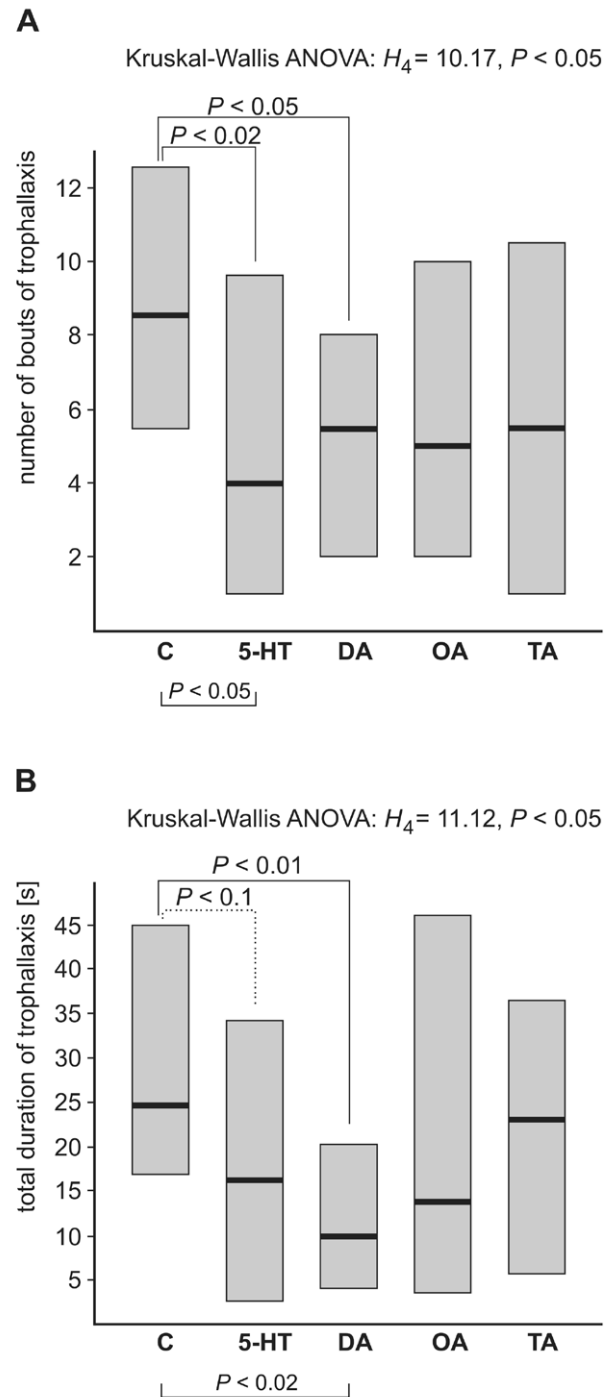 A
Kruskal-Wallis ANOVA: H4 = 10.17, P < 0.05
P < 0.05
P < 0.02
number of bouts of trophallaxis
12
10
8
6
4
2
C 5-HT DA OA TA
P < 0.05
B
Kruskal-Wallis ANOVA: H4 = 11.12, P < 0.05
P < 0.01
P < 0.1
total duration of trophallaxis [s]
45
40
35
30
25
20
15
10
5
C 5-HT DA OA TA
P < 0.02